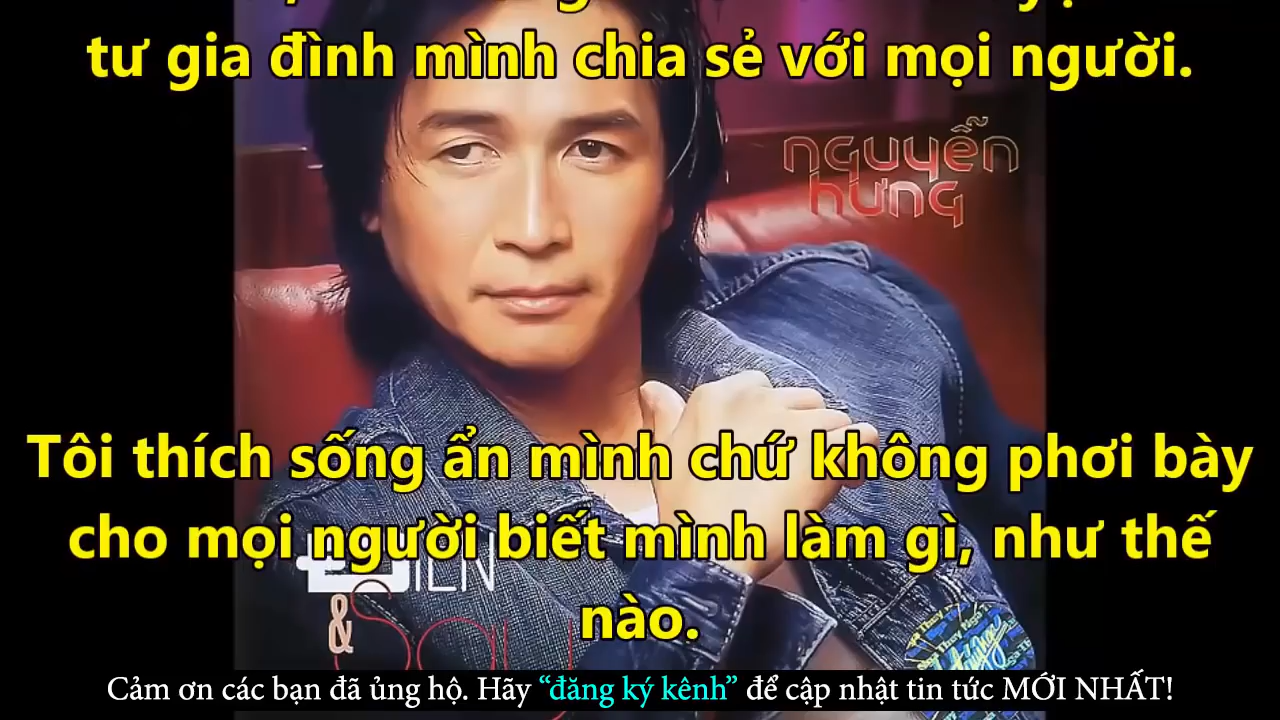 tư gia đình mình chia sẻ với mọi người.
nguyễn
hưng
Tôi thích sống ẩn mình chứ không phơi bày
cho mọi người biết mình làm gì, như thế
nào.
&
Cảm ơn các bạn đã ủng hộ. Hãy “đăng ký kênh” để cập nhật tin tức MỚI NHẤT!